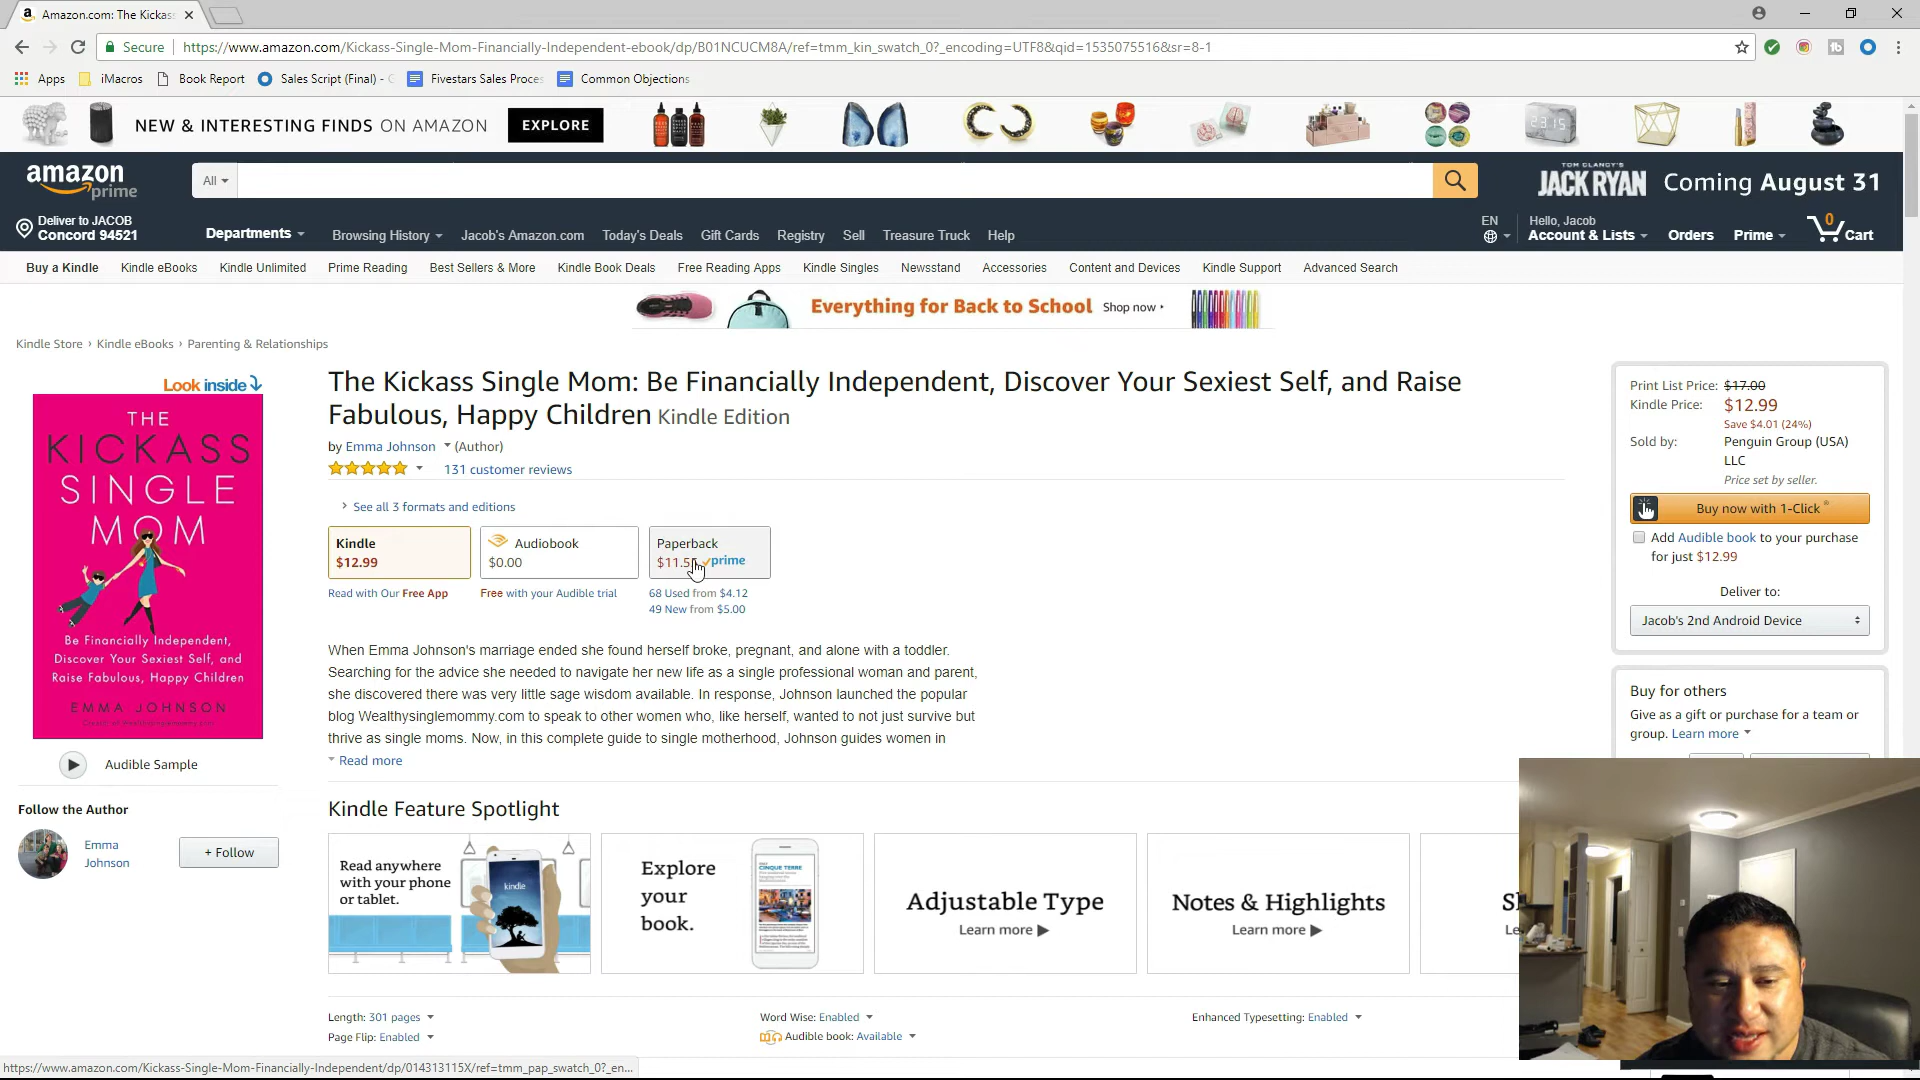 Amazon.com: The Kickas
Secure
https://www.amazon.com/Kickass-Single-Mom-Financially-Independent-ebook/dp/B01NCUCM8A/ref=tmm_kin_swatch_0?_encoding=UTF8&qid=1535075516&sr=8-1
Apps iMacros Book Report Sales Script (Final) - Fivestars Sales Proces Common Objections
NEW & INTERESTING FINDS ON AMAZON EXPLORE
amazon prime
All
TOM CLANCY'S
JACK RYAN Coming August 31
Deliver to JACOB
Concord 94521
Departments Browsing History Jacob's Amazon.com Today's Deals Gift Cards Registry Sell Treasure Truck Help
EN
Hello, Jacob
Account & Lists Orders Prime 0 Cart
Buy a Kindle Kindle eBooks Kindle Unlimited Prime Reading Best Sellers & More Kindle Book Deals Free Reading Apps Kindle Singles Newsstand Accessories Content and Devices Kindle Support Advanced Search
Everything for Back to School Shop now
Kindle Store › Kindle eBooks › Parenting & Relationships
Look inside
THE
KICKASS
SINGLE
MOM
Be Financially Independent,
Discover Your Sexiest Self, and
Raise Fabulous, Happy Children
EMMA JOHNSON
Audible Sample
Follow the Author
Emma
Johnson
+ Follow
The Kickass Single Mom: Be Financially Independent, Discover Your Sexiest Self, and Raise
Fabulous, Happy Children Kindle Edition
by Emma Johnson (Author)
131 customer reviews
See all 3 formats and editions
Kindle
$12.99
Read with Our Free App
Audiobook
$0.00
Free with your Audible trial
Paperback
prime
68 Used from $4.12
49 New from $5.00
When Emma Johnson's marriage ended she found herself broke, pregnant, and alone with a toddler.
Searching for the advice she needed to navigate her new life as a single professional woman and parent,
she discovered there was very little sage wisdom available. In response, Johnson launched the popular
blog Wealthysinglemommy.com to speak to other women who, like herself, wanted to not just survive but
thrive as single moms. Now, in this complete guide to single motherhood, Johnson guides women in
Read more
Kindle Feature Spotlight
Read anywhere
with your phone
or tablet.
kindle
Explore
your
book.
CINQUE TERRE
Adjustable Type
Learn more
Notes & Highlights
Learn more
Length: 301 pages
Page Flip: Enabled
Word Wise: Enabled
Audible book: Available
Enhanced Typesetting: Enabled
Print List Price: $17.00
Kindle Price: $12.99
Save $4.01 (24%)
Sold by: Penguin Group (USA)
LLC
Price set by seller.
Buy now with 1-Click ®
Add Audible book to your purchase
for just $12.99
Deliver to:
Jacob's 2nd Android Device
Buy for others
Give as a gift or purchase for a team or
group. Learn more
https://www.amazon.com/Kickass-Single-Mom-Financially-Independent/dp/014313115X/ref=tmm_pap_swatch_0?_en...